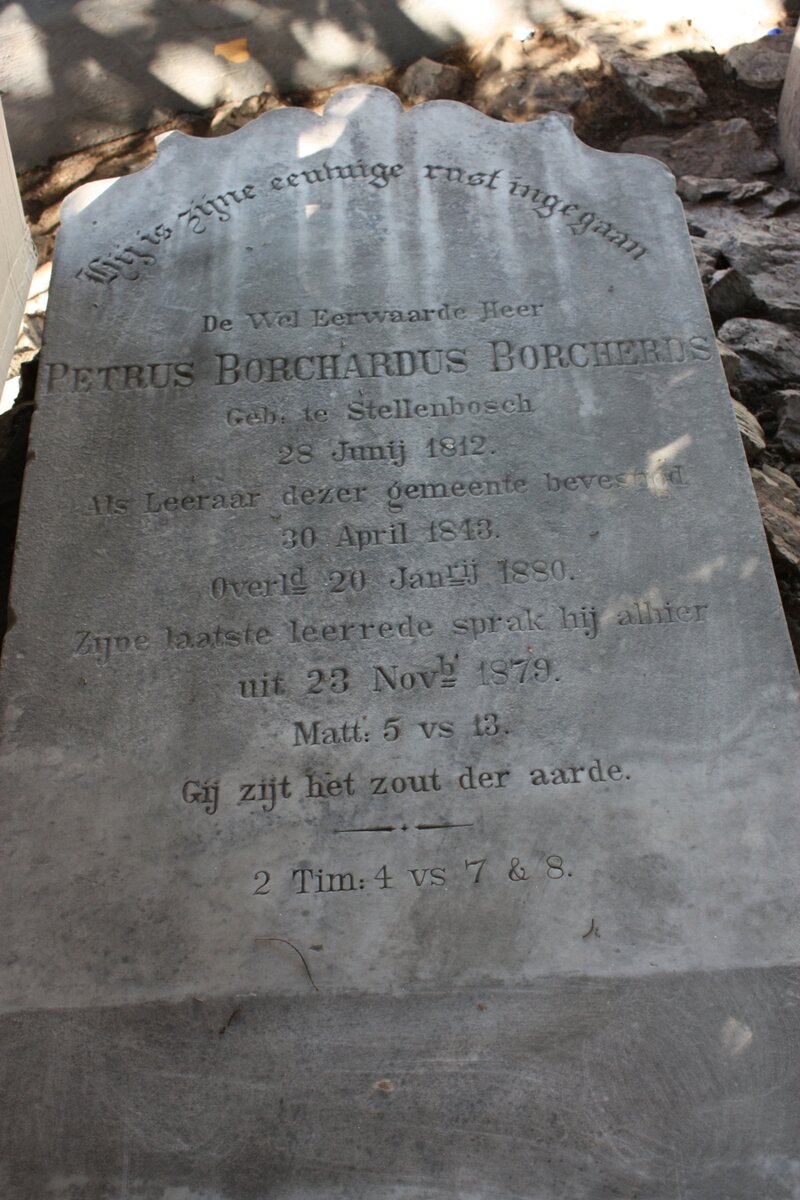 Hij is zijne eeuwige rust ingegaan
De Wel Eerwaarde Heer
PETRUS BORCHARDUS BORCHERDS
Geb: te Stellenbosch
28 Junij 1812.
Als Leeraar dezer gemeente bevestigd
30 April 1843.
Overld 20 Janrij 1880.
Zijne laatste leerrede sprak hij alhier
uit 23 Novb' 1879.
Matt: 5 vs 13.
Gij zijt het zout der aarde.
2 Tim: 4 vs 7 & 8.